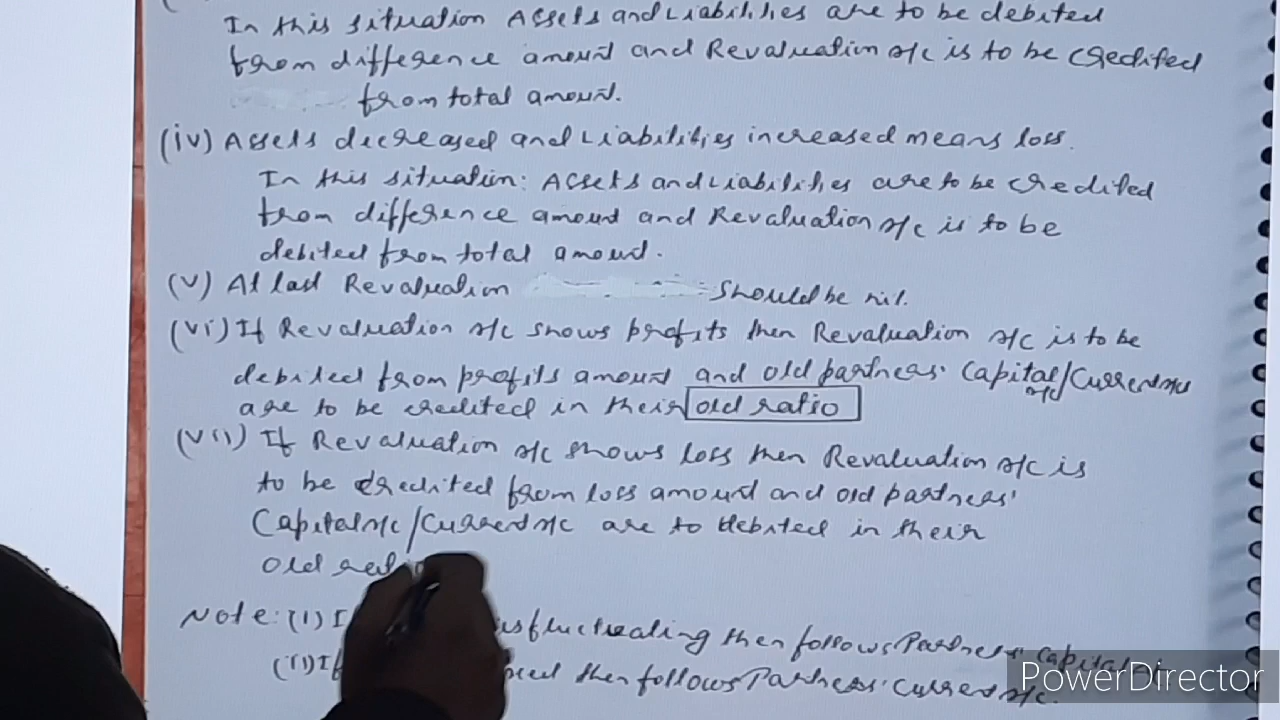 In this situation Assets and Liabilities are to be debited
from difference amount and Revaluation A/c is to be credited
from total amount.
(iv) Assets decreased and Liabilities increased means loss.
In this situation: Assets and Liabilities are to be credited
from difference amount and Revaluation A/c is to be
debited from total amount.
(v) At last Revaluation should be nil.
(vi) If Revaluation A/c shows profits then Revaluation A/c is to be
debited from profits amount and old partners' Capital A/c/Current A/c
are to be credited in their old ratio
(vii) If Revaluation A/c shows loss then Revaluation A/c is
to be credited from loss amount and old partners'
Capital A/c/Current A/c are to debited in their
old
Note: (i) I fluctuating then follows Partners' Capital A/c
(ii) If then follows Partners' Current A/c.
PowerDirector